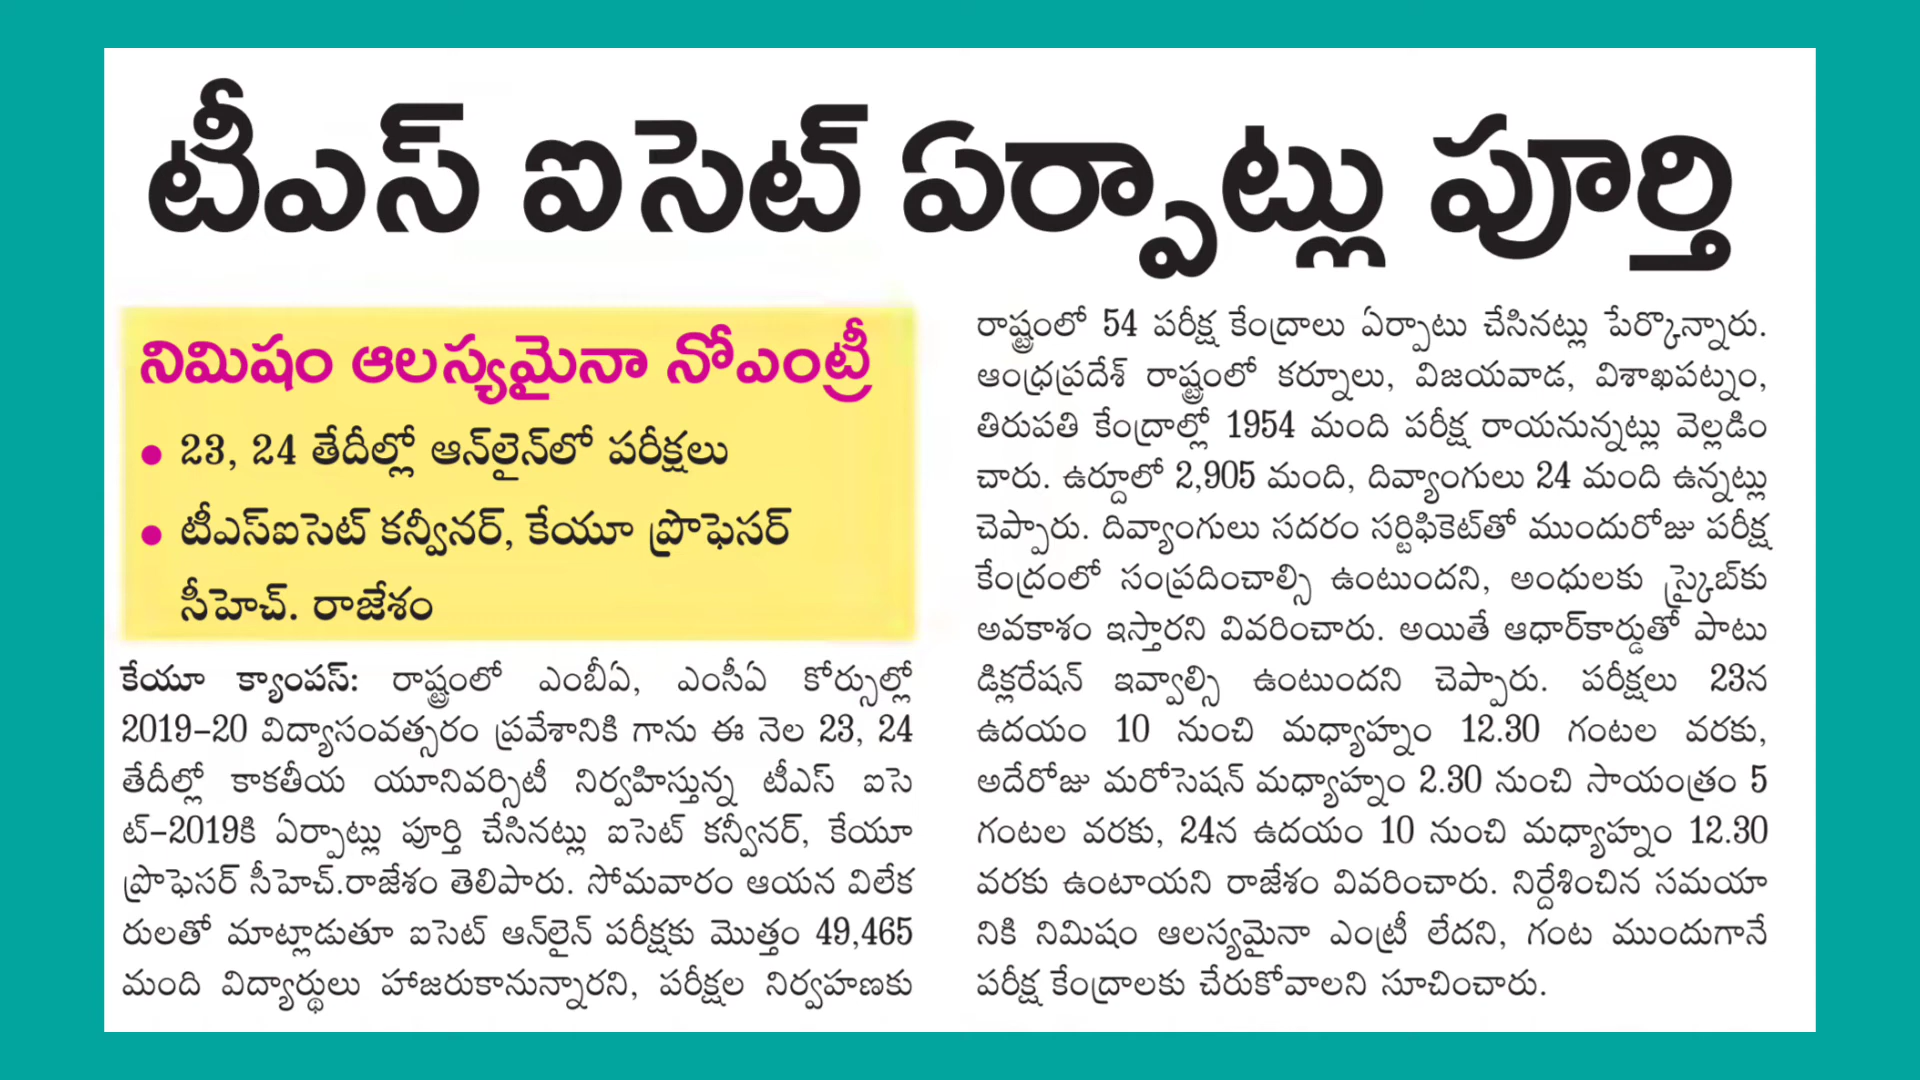 టీఎస్ ఐసెట్ ఏర్పాట్లు పూర్తి
నిమిషం ఆలస్యమైనా నోఎంట్రీ
• 23, 24 తేదీల్లో ఆన్‌లైన్‌లో పరీక్షలు
• టీఎస్ఐసెట్ కన్వీనర్, కేయూ ప్రొఫెసర్
సీహెచ్. రాజేశం
కేయూ క్యాంపస్: రాష్ట్రంలో ఎంబీఏ, ఎంసీఏ కోర్సుల్లో
2019–20 విద్యాసంవత్సరం ప్రవేశానికి గాను ఈ నెల 23, 24
తేదీల్లో కాకతీయ యూనివర్సిటీ నిర్వహిస్తున్న టీఎస్ ఐసె
ట్–2019కి ఏర్పాట్లు పూర్తి చేసినట్లు ఐసెట్ కన్వీనర్, కేయూ
ప్రొఫెసర్ సీహెచ్.రాజేశం తెలిపారు. సోమవారం ఆయన విలేక
రులతో మాట్లాడుతూ ఐసెట్ ఆన్‌లైన్ పరీక్షకు మొత్తం 49,465
మంది విద్యార్థులు హాజరుకానున్నారని, పరీక్షల నిర్వహణకు
రాష్ట్రంలో 54 పరీక్ష కేంద్రాలు ఏర్పాటు చేసినట్లు పేర్కొన్నారు.
ఆంధ్రప్రదేశ్ రాష్ట్రంలో కర్నూలు, విజయవాడ, విశాఖపట్నం,
తిరుపతి కేంద్రాల్లో 1954 మంది పరీక్ష రాయనున్నట్లు వెల్లడిం
చారు. ఉర్దూలో 2,905 మంది, దివ్యాంగులు 24 మంది ఉన్నట్లు
చెప్పారు. దివ్యాంగులు సదరం సర్టిఫికెట్‌తో ముందురోజు పరీక్ష
కేంద్రంలో సంప్రదించాల్సి ఉంటుందని, అంధులకు స్క్రైబ్‌కు
అవకాశం ఇస్తారని వివరించారు. అయితే ఆధార్‌కార్డుతో పాటు
డిక్లరేషన్ ఇవ్వాల్సి ఉంటుందని చెప్పారు. పరీక్షలు 23న
ఉదయం 10 నుంచి మధ్యాహ్నం 12.30 గంటల వరకు,
అదేరోజు మరోసెషన్ మధ్యాహ్నం 2.30 నుంచి సాయంత్రం 5
గంటల వరకు, 24న ఉదయం 10 నుంచి మధ్యాహ్నం 12.30
వరకు ఉంటాయని రాజేశం వివరించారు. నిర్దేశించిన సమయా
నికి నిమిషం ఆలస్యమైనా ఎంట్రీ లేదని, గంట ముందుగానే
పరీక్ష కేంద్రాలకు చేరుకోవాలని సూచించారు.